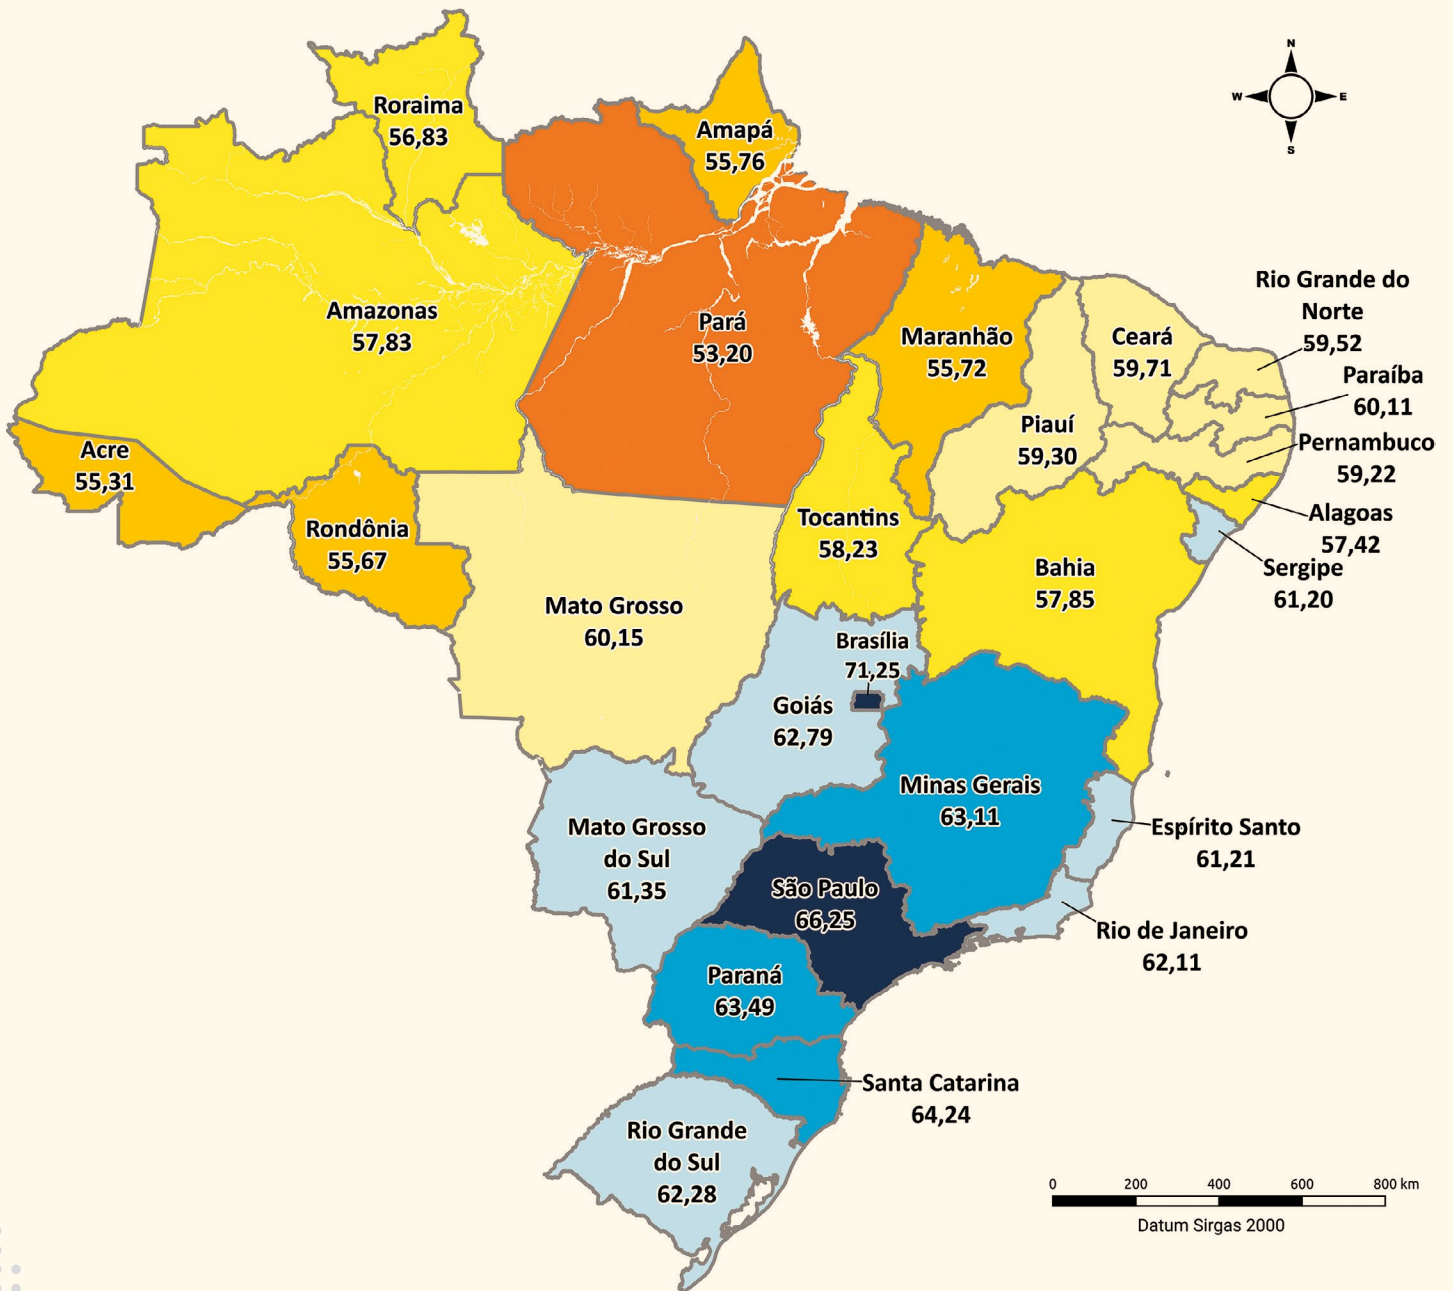 N
W
E
S
Roraima
56,83
Amapá
55,76
Amazonas
57,83
Pará
53,20
Maranhão
55,72
Ceará
59,71
Rio Grande do
Norte
59,52
Paraíba
60,11
Piauí
59,30
Pernambuco
59,22
Acre
55,31
Rondônia
55,67
Tocantins
58,23
Alagoas
57,42
Sergipe
61,20
Bahia
57,85
Mato Grosso
60,15
Brasília
71,25
Goiás
62,79
Minas Gerais
63,11
Espírito Santo
61,21
Mato Grosso
do Sul
61,35
São Paulo
66,25
Rio de Janeiro
62,11
Paraná
63,49
Santa Catarina
64,24
Rio Grande
do Sul
62,28
0 200 400 600 800 km
Datum Sirgas 2000